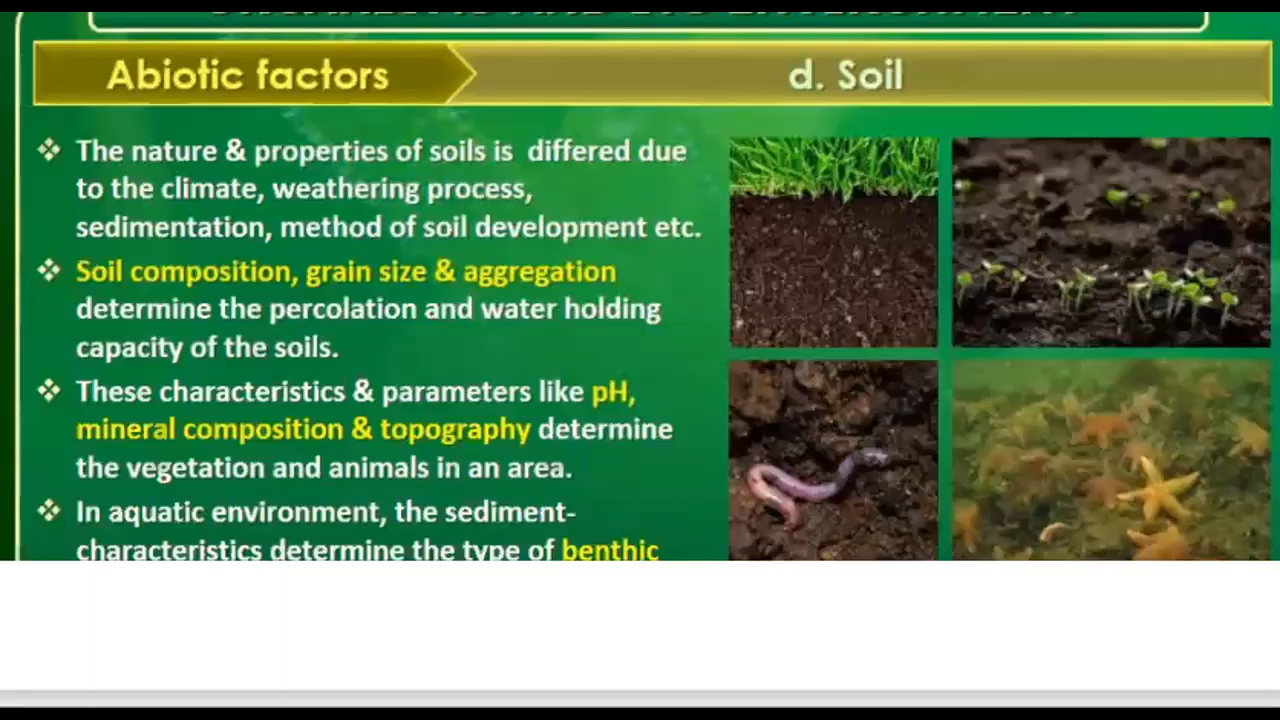 Abiotic factors
d. Soil
❖ The nature & properties of soils is differed due
to the climate, weathering process,
sedimentation, method of soil development etc.
❖ Soil composition, grain size & aggregation
determine the percolation and water holding
capacity of the soils.
❖ These characteristics & parameters like pH,
mineral composition & topography determine
the vegetation and animals in an area.
❖ In aquatic environment, the sediment-
characteristics determine the type of benthic